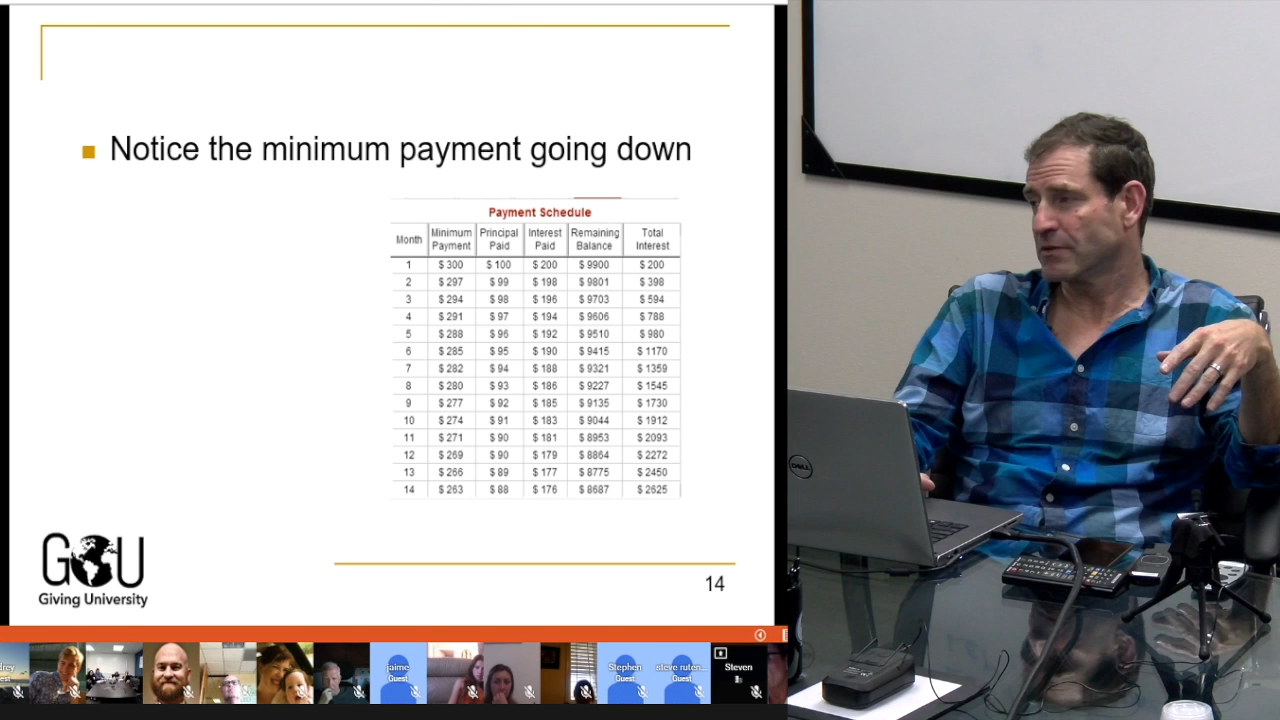 Notice the minimum payment going down
Payment Schedule
Month Minimum Payment Principal Paid Interest Paid Remaining Balance Total Interest
1 $ 300 $ 100 $ 200 $ 9900 $ 200
2 $ 297 $ 99 $ 198 $ 9801 $ 398
3 $ 294 $ 98 $ 196 $ 9703 $ 594
4 $ 291 $ 97 $ 194 $ 9606 $ 788
5 $ 288 $ 96 $ 192 $ 9510 $ 980
6 $ 285 $ 95 $ 190 $ 9415 $ 1170
7 $ 282 $ 94 $ 188 $ 9321 $ 1359
8 $ 280 $ 93 $ 186 $ 9227 $ 1545
9 $ 277 $ 92 $ 185 $ 9135 $ 1730
10 $ 274 $ 91 $ 183 $ 9044 $ 1912
11 $ 271 $ 90 $ 181 $ 8953 $ 2093
12 $ 269 $ 90 $ 179 $ 8864 $ 2272
13 $ 266 $ 89 $ 177 $ 8775 $ 2450
14 $ 263 $ 88 $ 176 $ 8687 $ 2625
GOU
Giving University
14
DELL
jaime
Guest
Stephen
Guest
steve ruten...
Guest
Steven